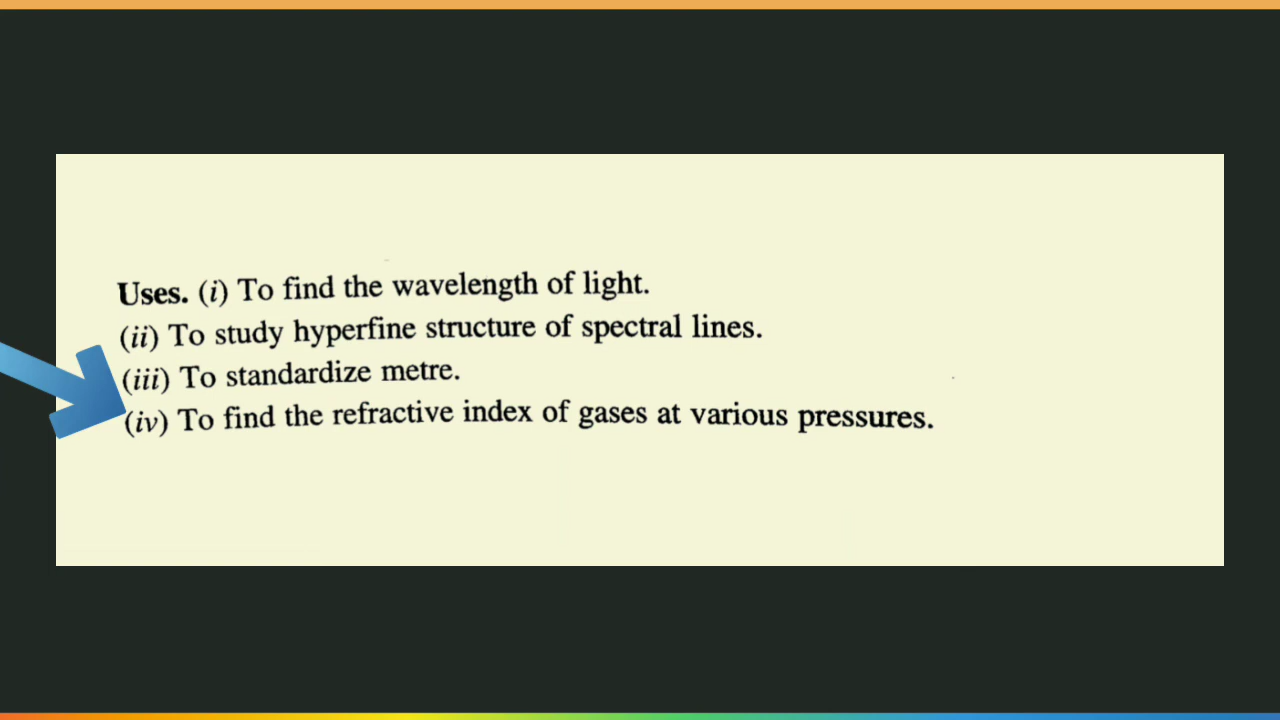 Uses. (i) To find the wavelength of light.
(ii) To study hyperfine structure of spectral lines.
(iii) To standardize metre.
(iv) To find the refractive index of gases at various pressures.